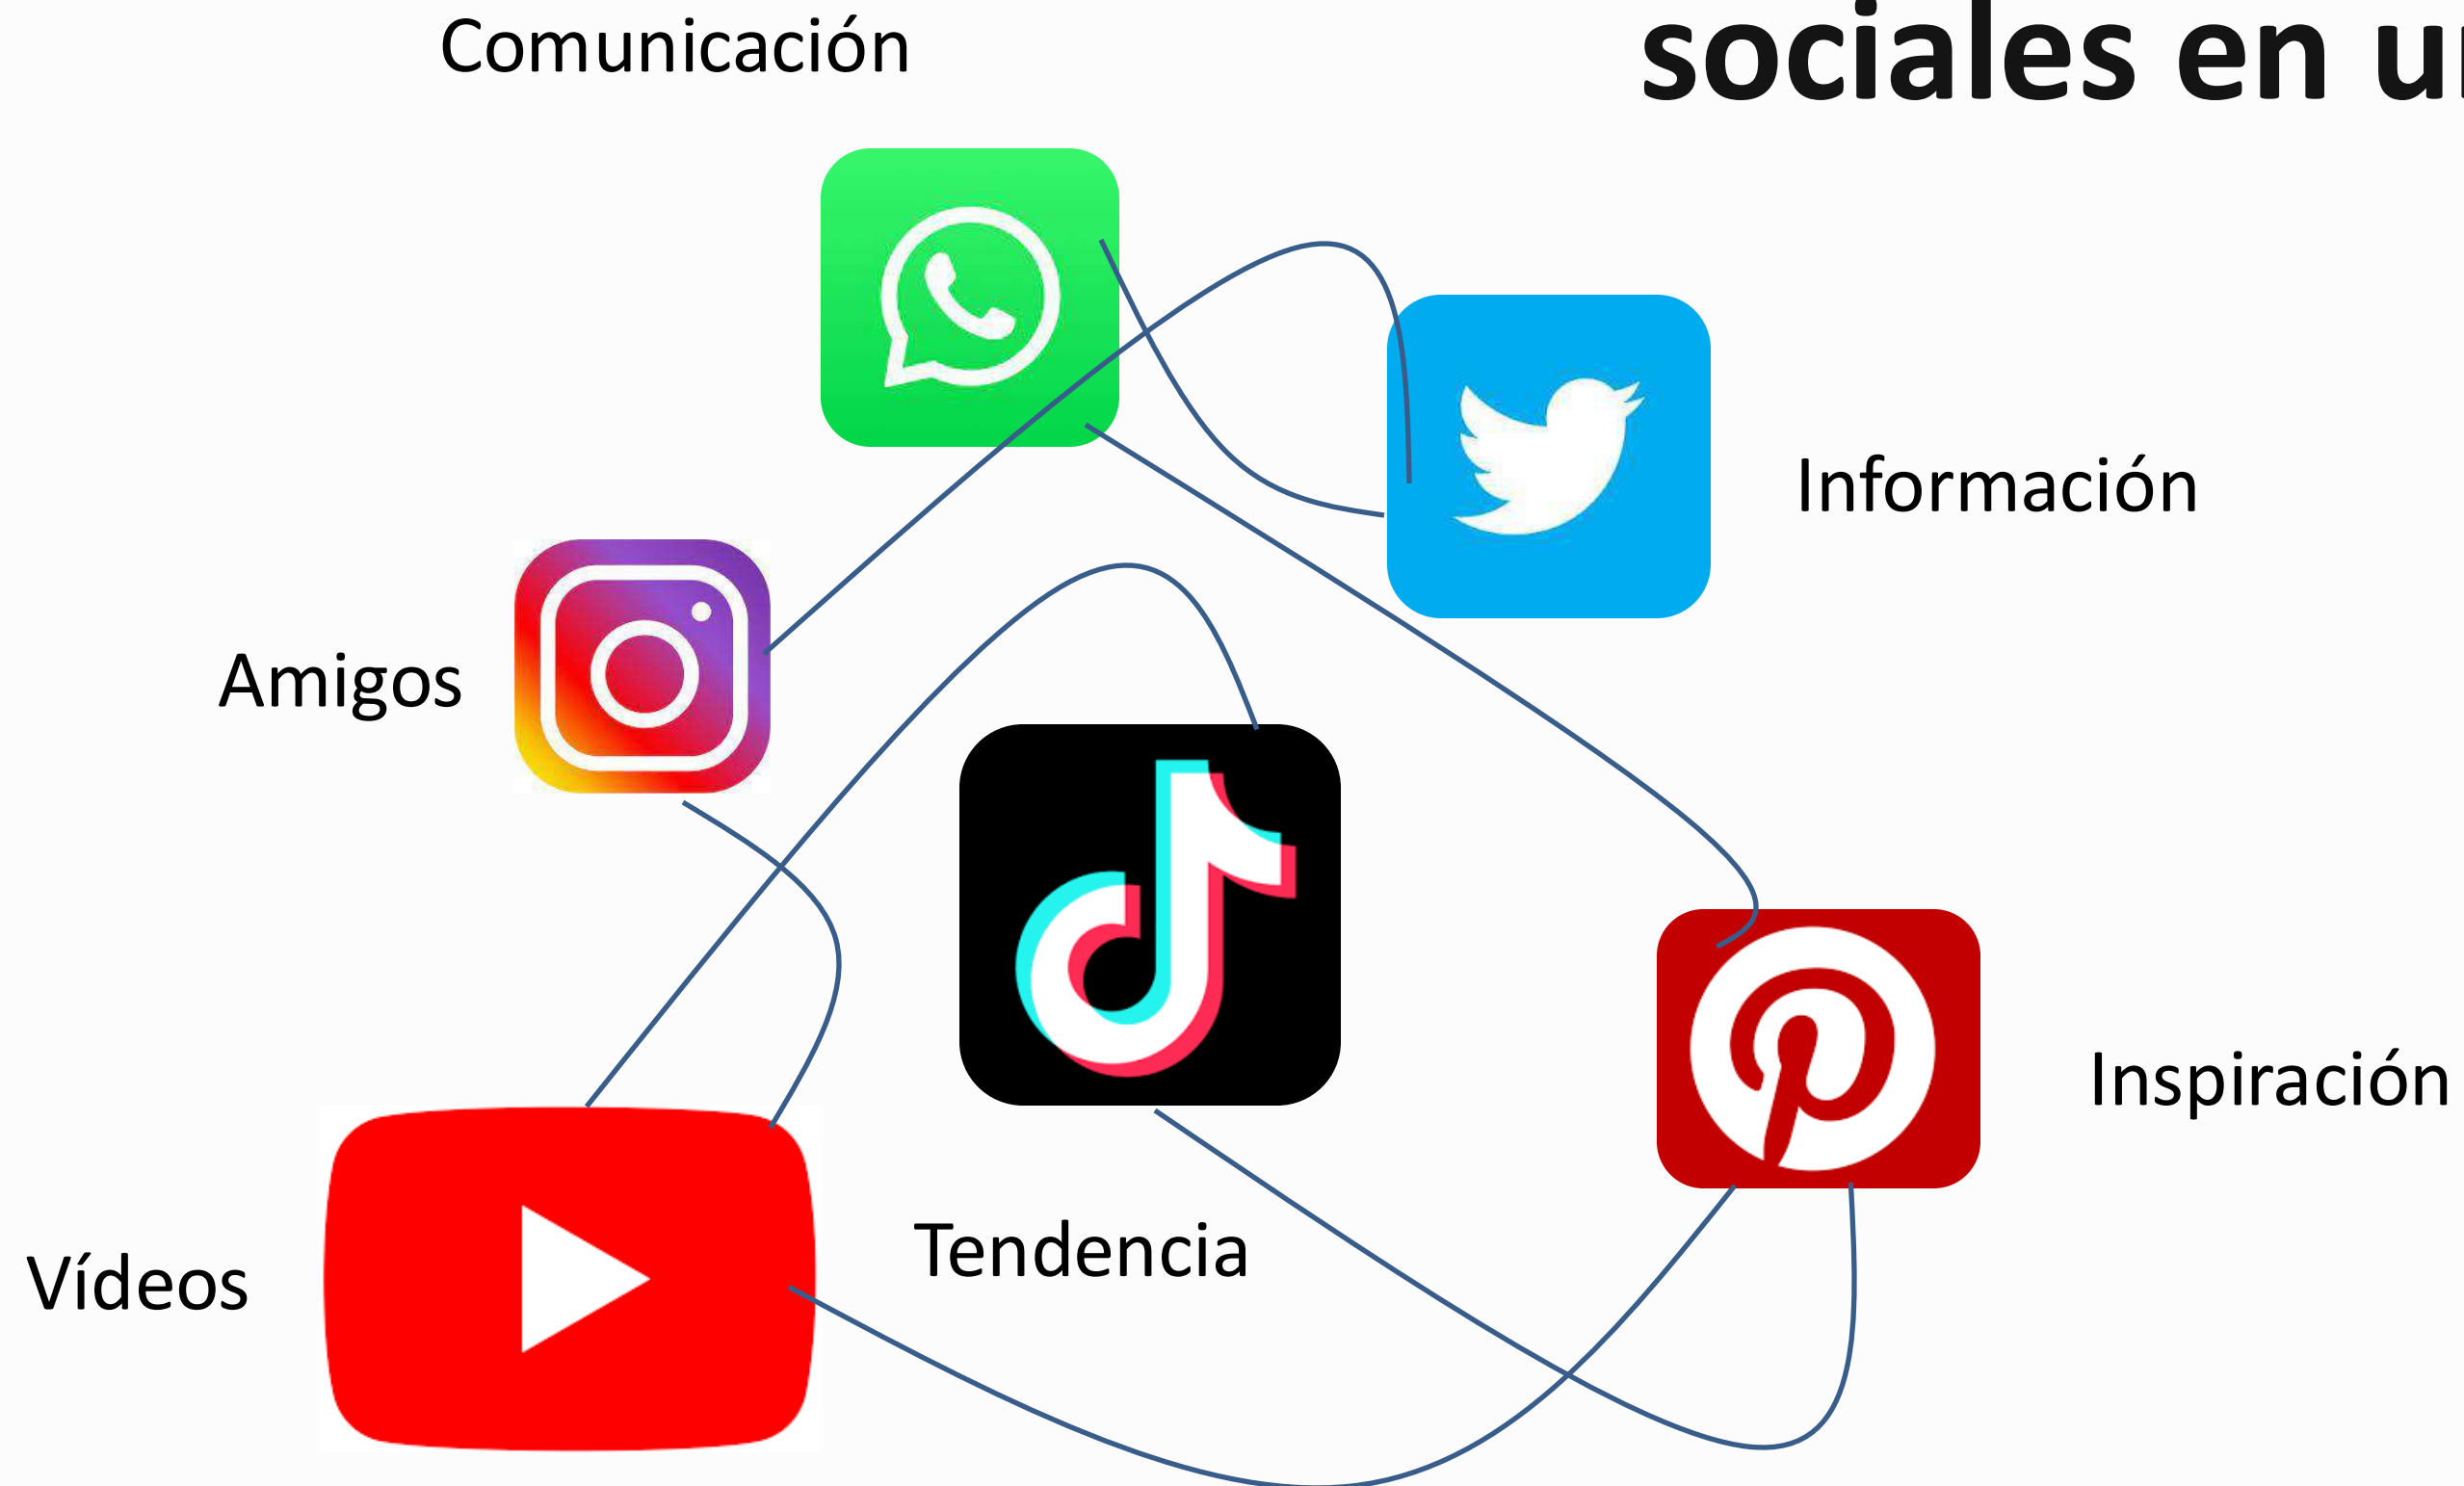 Comunicación
sociales en
Información
Amigos
Inspiración
Tendencia
Vídeos